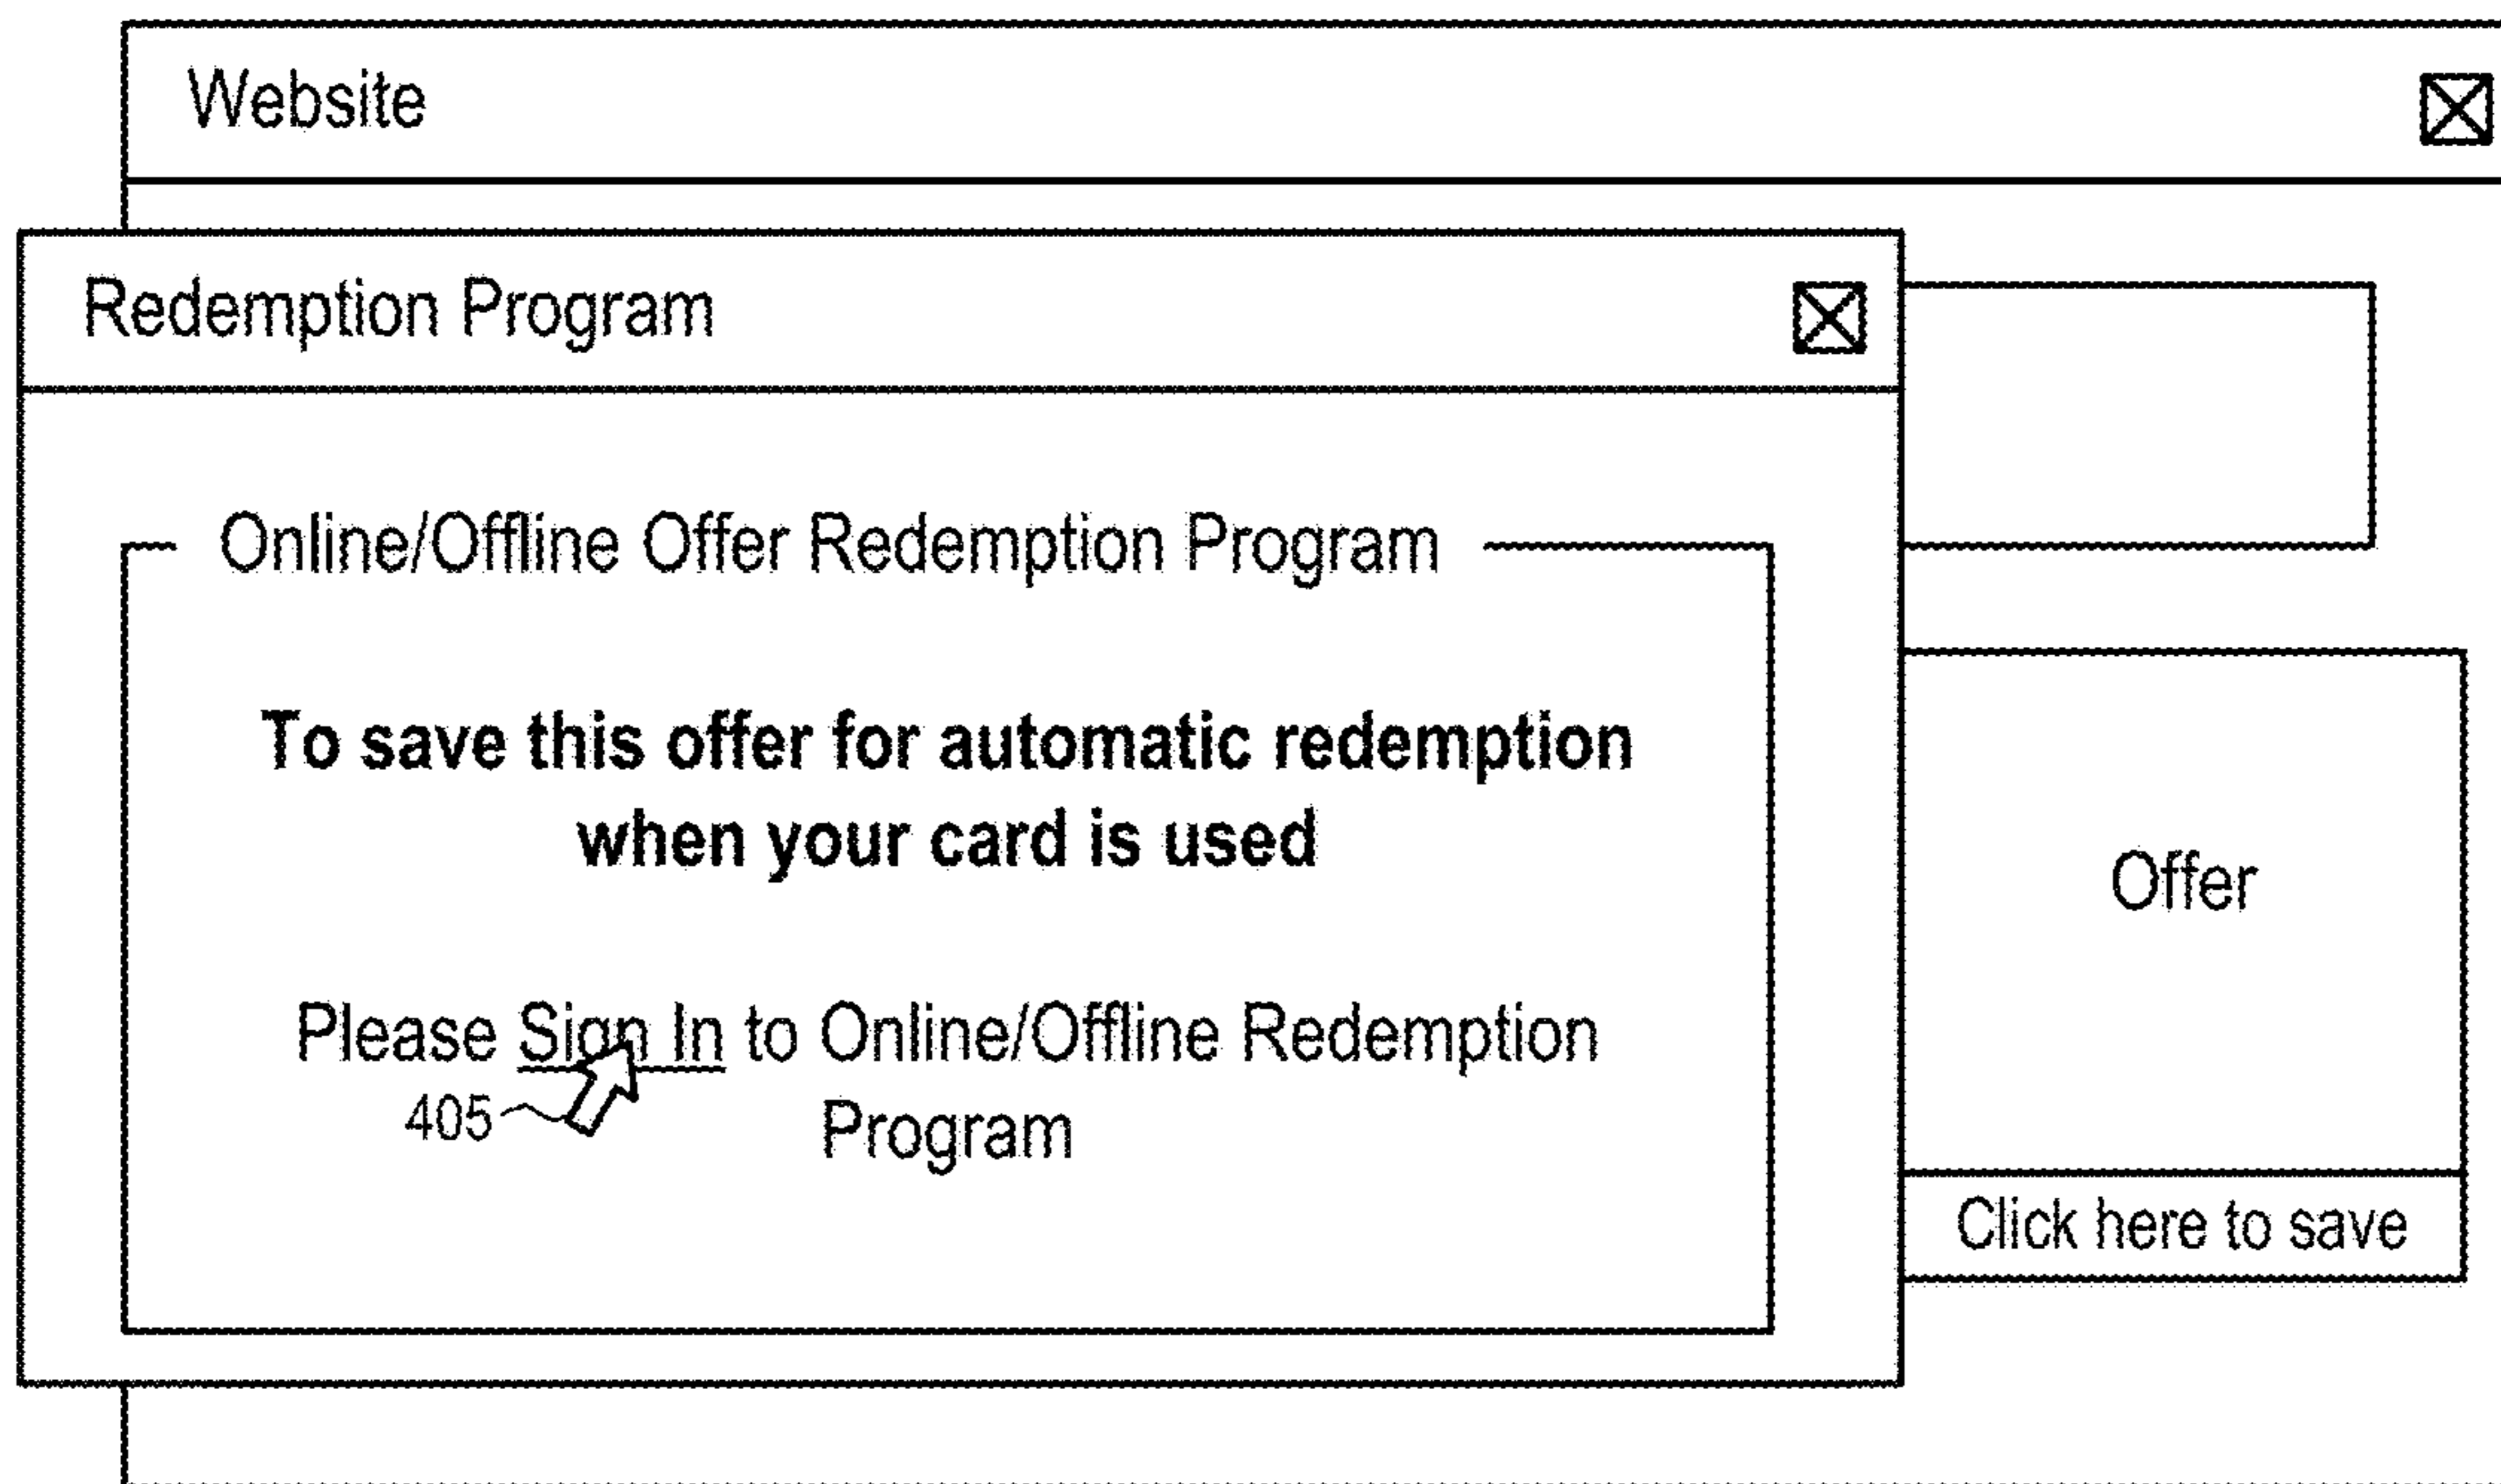 Website
Redemption Program
Online/Offline Offer Redemption Program
To save this offer for automatic redemption
when your card is used
Please Sign In to Online/Offline Redemption
405
Program
Offer
Click here to save